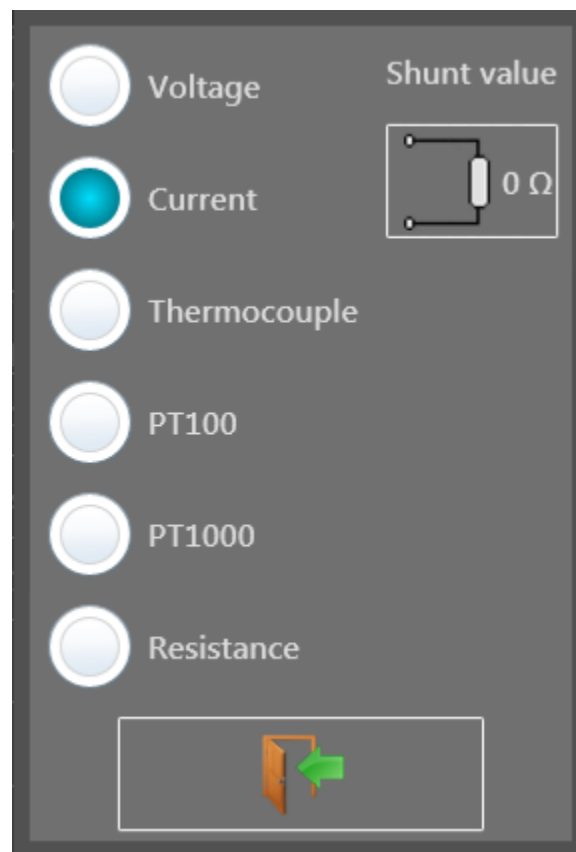 Voltage
Shunt value
Current
0 Ω
Thermocouple
PT100
PT1000
Resistance